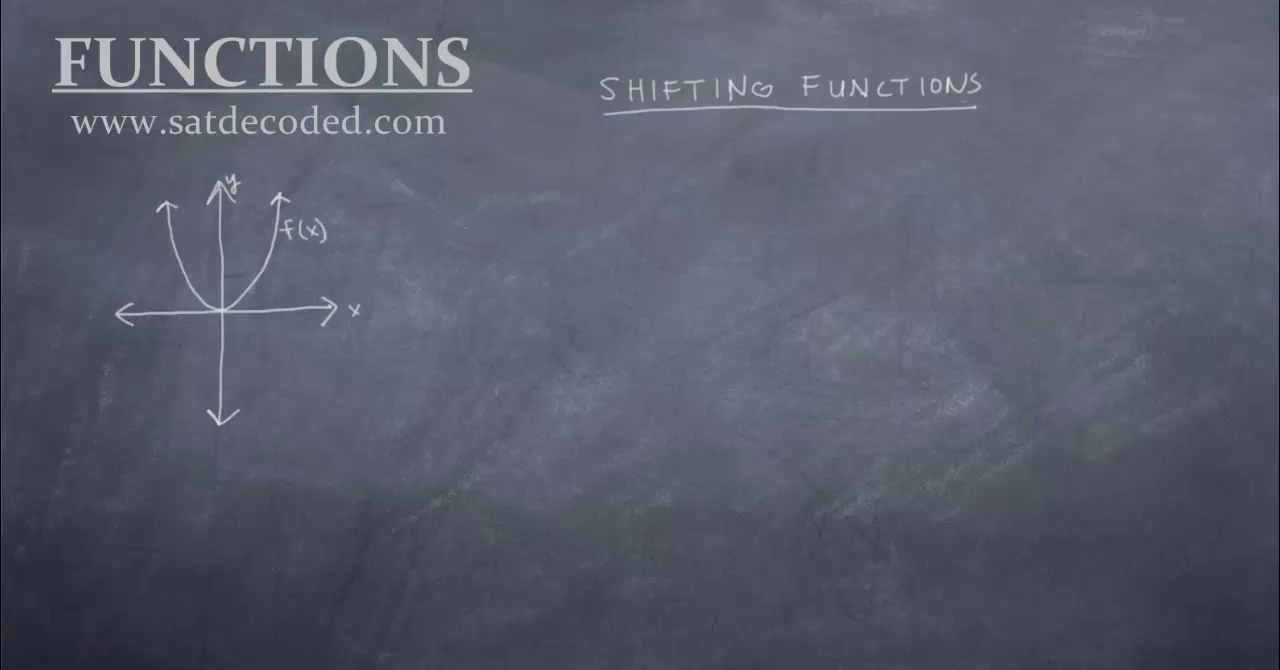 FUNCTIONS
www.satdecoded.com
SHIFTING FUNCTIONS
y
f(x)
x